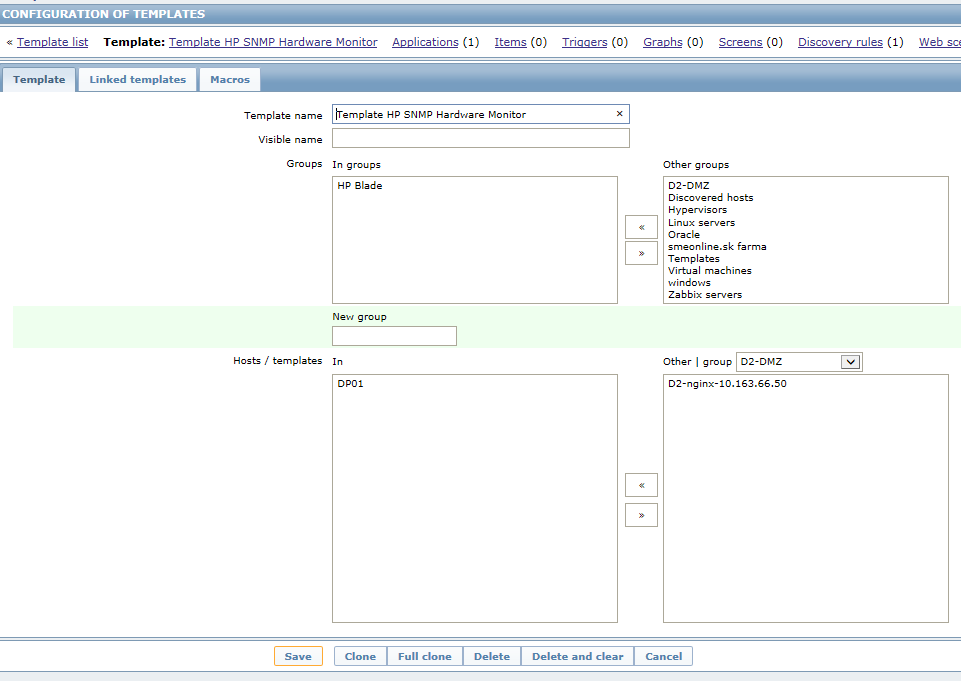 CONFIGURATION OF TEMPLATES
« Template list Template: Template HP SNMP Hardware Monitor Applications (1) Items (0) Triggers (0) Graphs (0) Screens (0) Discovery rules (1) Web sce
Template Linked templates Macros
Template name Template HP SNMP Hardware Monitor ×
Visible name
Groups In groups Other groups
HP Blade
D2-DMZ
Discovered hosts
Hypervisors
Linux servers
Oracle
smeonline.sk farma
Templates
Virtual machines
windows
Zabbix servers
«
»
New group
Hosts / templates In Other | group D2-DMZ
DP01
D2-nginx-10.163.66.50
«
»
Save Clone Full clone Delete Delete and clear Cancel